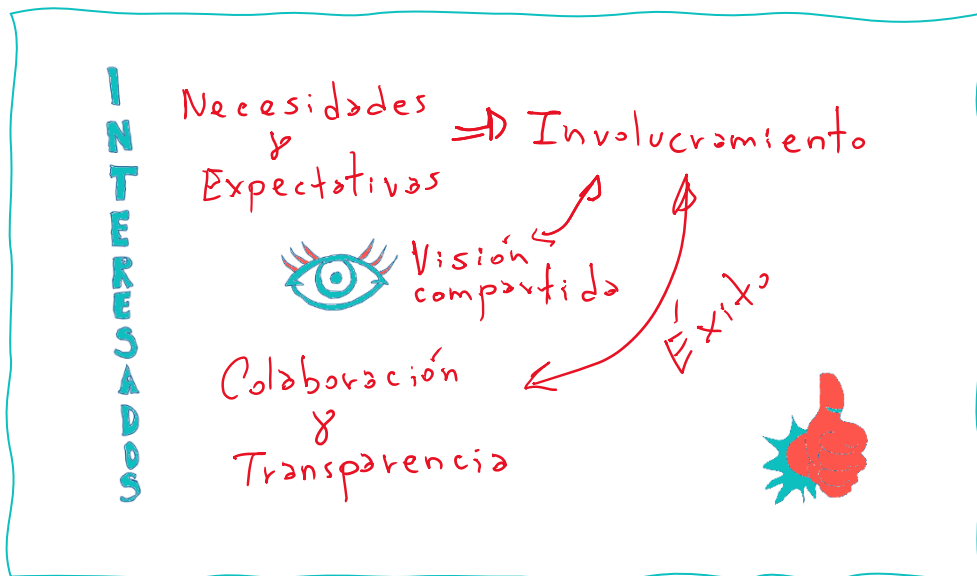 INTERESADOS
Necesidades
y
Expectativas
Involucramiento
Visión
compartida
Éxito
Colaboración
y
Transparencia